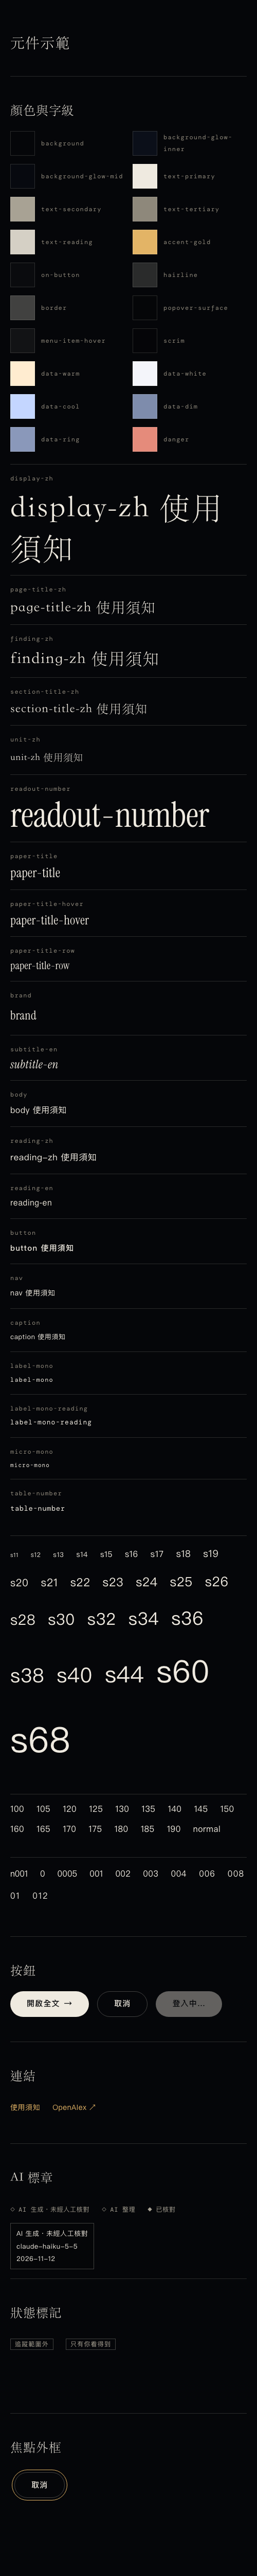 元件示範
顏色與字級
background
background-glow-
inner
background-glow-mid
text-primary
text-secondary
text-tertiary
text-reading
accent-gold
on-button
hairline
border
popover-surface
menu-item-hover
scrim
data-warm
data-white
data-cool
data-dim
data-ring
danger
display-zh
display-zh 使用
須知
page-title-zh
page-title-zh 使用須知
finding-zh
finding-zh 使用須知
section-title-zh
section-title-zh 使用須知
unit-zh
unit-zh 使用須知
readout-number
readout-number
paper-title
paper-title
paper-title-hover
paper-title-hover
paper-title-row
paper-title-row
brand
brand
subtitle-en
subtitle-en
body
body 使用須知
reading-zh
reading-zh 使用須知
reading-en
reading-en
button
button 使用須知
nav
nav 使用須知
caption
caption 使用須知
label-mono
label-mono
label-mono-reading
label-mono-reading
micro-mono
micro-mono
table-number
table-number
s11 s12 s13 s14 s15 s16 s17 s18 s19
s20 s21 s22 s23 s24 s25 s26
s28 s30 s32 s34 s36
s38 s40 s44 s60
s68
100 105 120 125 130 135 140 145 150
160 165 170 175 180 185 190 normal
n001 0 0005 001 002 003 004 006 008
01 012
按鈕
開啟全文 →
取消
登入中…
連結
使用須知 OpenAlex ↗
AI 標章
◇ AI 生成・未經人工核對 ◇ AI 整理 ◆ 已核對
AI 生成・未經人工核對
claude-haiku-5-5
2026-11-12
狀態標記
追蹤範圍外 只有你看得到
焦點外框
取消